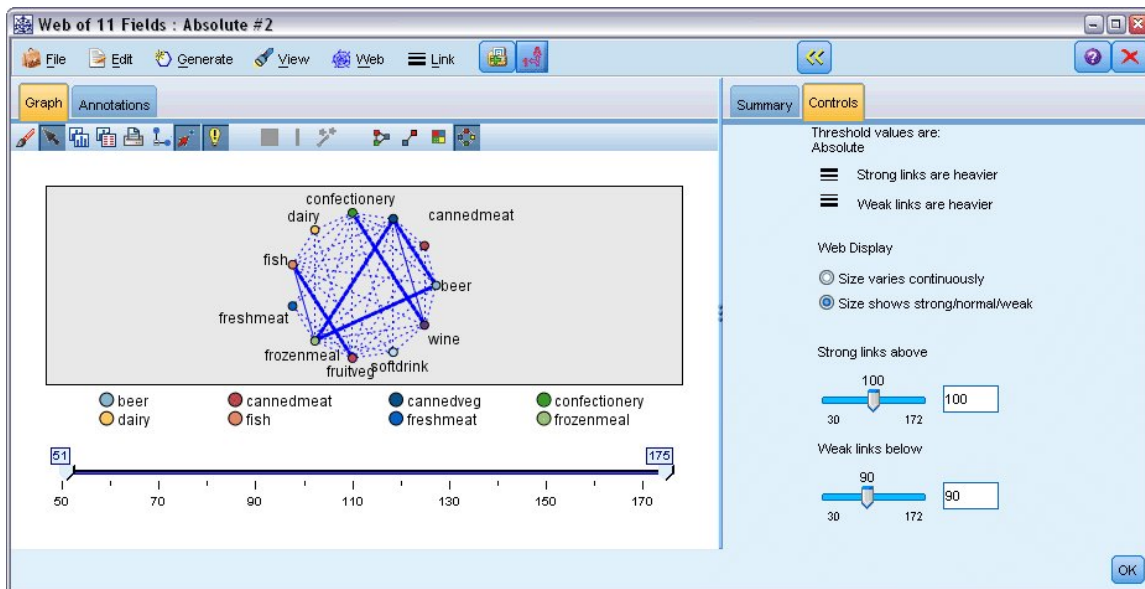 Web of 11 Fields : Absolute #2
File Edit Generate View Web Link
Graph Annotations
confectionery
dairy cannedmeat
fish
beer
freshmeat
wine
frozenmeal
fruitveg softdrink
beer cannedmeat cannedveg confectionery
dairy fish freshmeat frozenmeal
51 175
50 70 90 110 130 150 170
Summary Controls
Threshold values are:
Absolute
Strong links are heavier
Weak links are heavier
Web Display
Size varies continuously
Size shows strong/normal/weak
Strong links above
100
100
30 172
Weak links below
90
90
30 172
OK